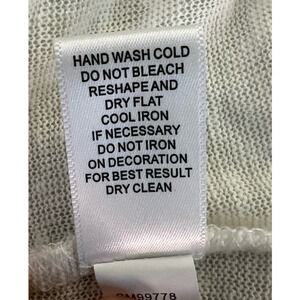 HAND WASH COLD
DO NOT BLEACH
RESHAPE AND
DRY FLAT
COOL IRON
IF NECESSARY
DO NOT IRON
ON DECORATION
FOR BEST RESULT
DRY CLEAN